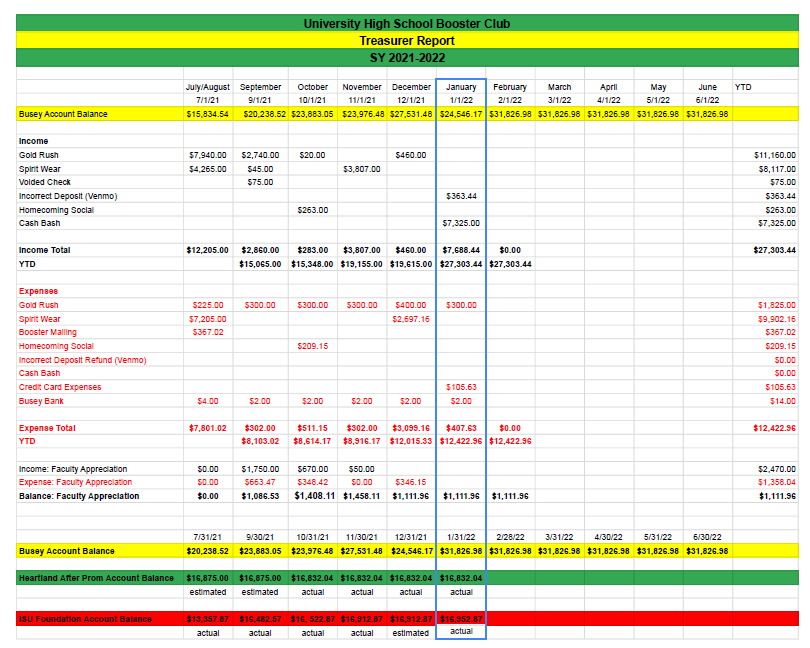 University High School Booster Club
Treasurer Report
SY 2021-2022
July/August September October November December January February March April May June YTD
7/1/21 9/1/21 10/1/21 11/1/21 12/1/21 1/1/22 2/1/22 3/1/22 4/1/22 5/1/22 6/1/22
Busey Account Balance $15,834.54 $20,238.52 $23,883.05 $23,976.48 $27,531.48 $24,546.17 $31,826.98 $31,826.98 $31,826.98 $31,826.98 $31,826.98
Income
Gold Rush $7,940.00 $2,740.00 $20.00 $460.00 $11,160.00
Spirit Wear $4,265.00 $45.00 $3,807.00 $8,117.00
Voided Check $75.00 $75.00
Incorrect Deposit (Venmo) $363.44 $363.44
Homecoming Social $263.00 $263.00
Cash Bash $7,325.00 $7,325.00
Income Total $12,205.00 $2,860.00 $283.00 $3,807.00 $460.00 $7,688.44 $0.00 $27,303.44
YTD $15,065.00 $15,348.00 $19,155.00 $19,615.00 $27,303.44 $27,303.44
Expenses
Gold Rush $225.00 $300.00 $300.00 $300.00 $400.00 $300.00 $1,825.00
Spirit Wear $7,205.00 $2,697.16 $9,902.16
Booster Mailing $367.02 $367.02
Homecoming Social $209.15 $209.15
Incorrect Deposit Refund (Venmo) $0.00
Cash Bash $0.00
Credit Card Expenses $105.63 $105.63
Busey Bank $4.00 $2.00 $2.00 $2.00 $2.00 $2.00 $14.00
Expense Total $7,801.02 $302.00 $511.15 $302.00 $3,099.16 $407.63 $0.00 $12,422.96
YTD $8,103.02 $8,614.17 $8,916.17 $12,015.33 $12,422.96 $12,422.96
Income: Faculty Appreciation $0.00 $1,750.00 $670.00 $50.00 $2,470.00
Expense: Faculty Appreciation $0.00 $663.47 $348.42 $0.00 $346.15 $1,358.04
Balance: Faculty Appreciation $0.00 $1,086.53 $1,408.11 $1,458.11 $1,111.96 $1,111.96 $1,111.96 $1,111.96
7/31/21 9/30/21 10/31/21 11/30/21 12/31/21 1/31/22 2/28/22 3/31/22 4/30/22 5/31/22 6/30/22
Busey Account Balance $20,238.52 $23,883.05 $23,976.48 $27,531.48 $24,546.17 $31,826.98 $31,826.98 $31,826.98 $31,826.98 $31,826.98 $31,826.98
Heartland After Prom Account Balance $16,875.00 $16,875.00 $16,832.04 $16,832.04 $16,832.04 $16,832.04
estimated estimated actual actual actual actual
ISU Foundation Account Balance $13,357.87 $16,482.57 $16,522.87 $16,912.87 $16,912.87 $16,952.87
actual actual actual actual estimated actual